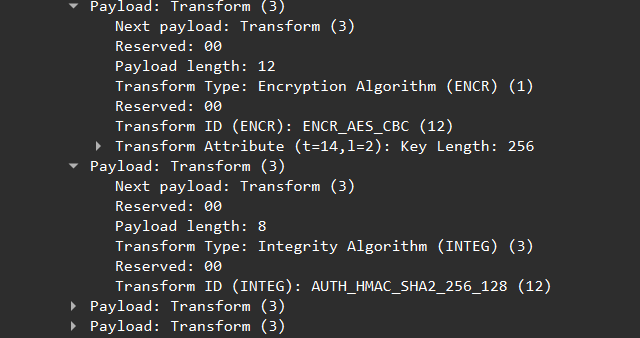 Payload: Transform (3)
Next payload: Transform (3)
Reserved: 00
Payload length: 12
Transform Type: Encryption Algorithm (ENCR) (1)
Reserved: 00
Transform ID (ENCR): ENCR_AES_CBC (12)
Transform Attribute (t=14,l=2): Key Length: 256
Payload: Transform (3)
Next payload: Transform (3)
Reserved: 00
Payload length: 8
Transform Type: Integrity Algorithm (INTEG) (3)
Reserved: 00
Transform ID (INTEG): AUTH_HMAC_SHA2_256_128 (12)
Payload: Transform (3)
Payload: Transform (3)